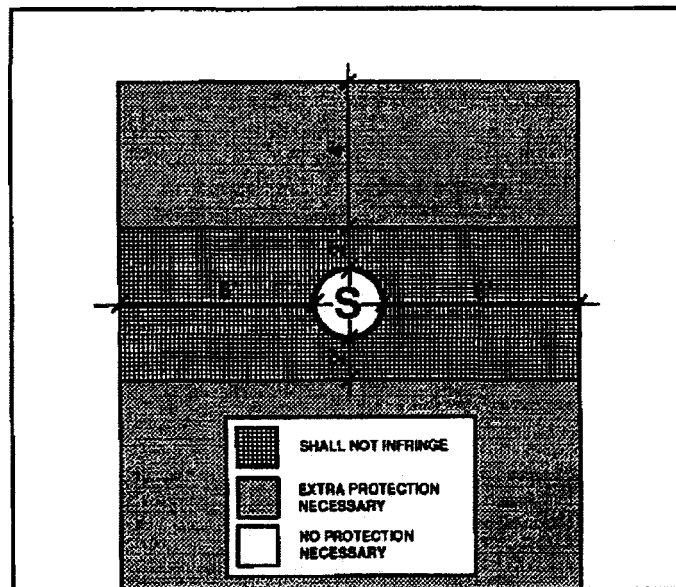 S
SHALL NOT INFRINGE
EXTRA PROTECTION
NECESSARY
NO PROTECTION
NECESSARY